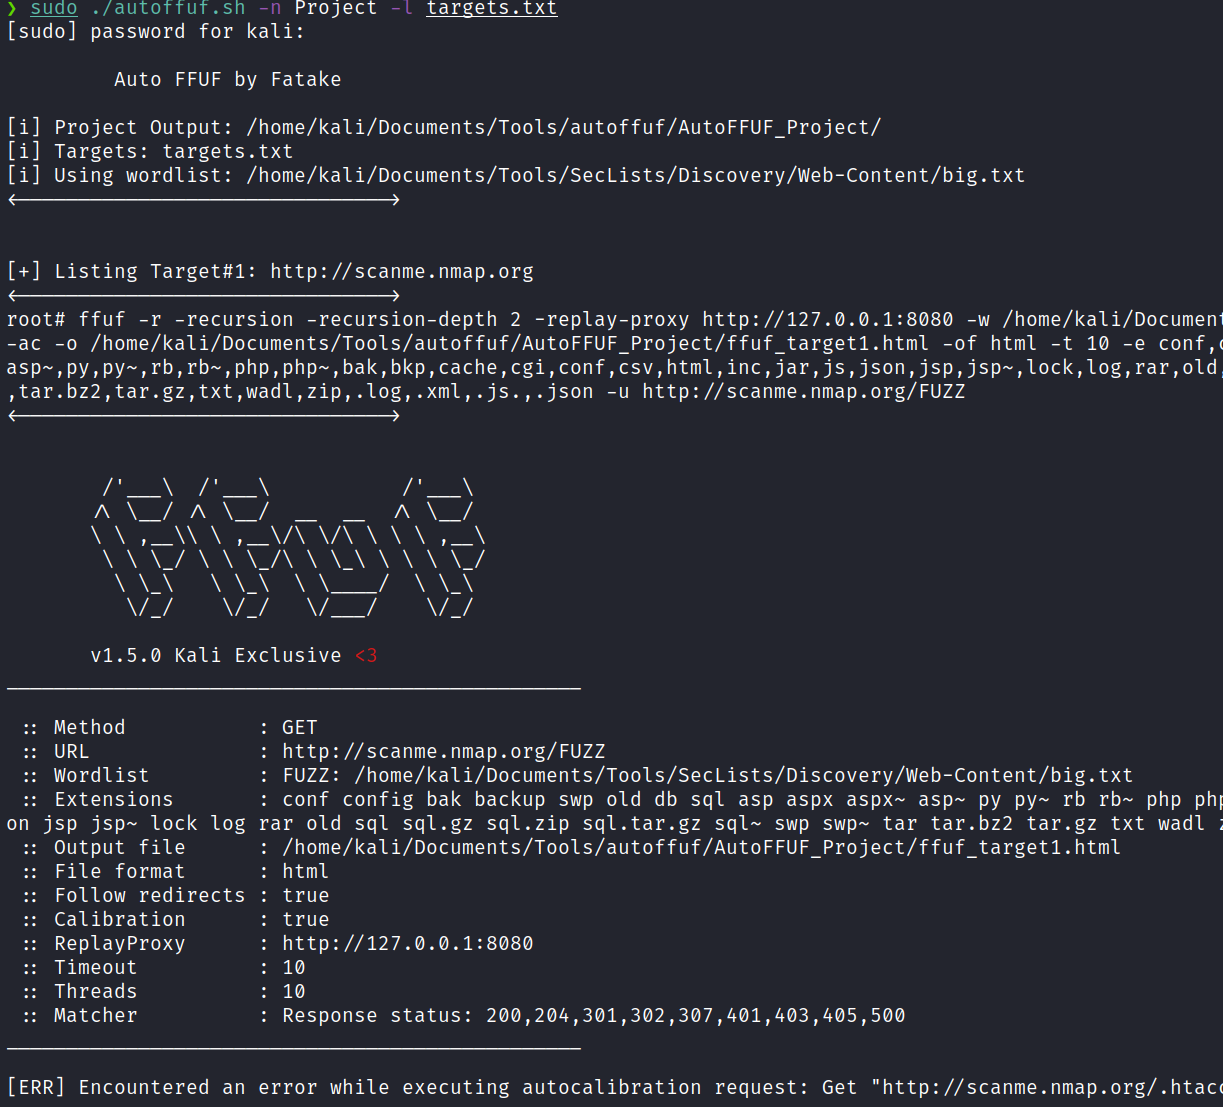 ❯ sudo ./autoffuf.sh -n Project -l targets.txt
[sudo] password for kali:
Auto FFUF by Fatake
[i] Project Output: /home/kali/Documents/Tools/autoffuf/AutoFFUF_Project/
[i] Targets: targets.txt
[i] Using wordlist: /home/kali/Documents/Tools/SecLists/Discovery/Web-Content/big.txt
[+] Listing Target#1: http://scanme.nmap.org
root# ffuf -r -recursion -recursion-depth 2 -replay-proxy http://127.0.0.1:8080 -w /home/kali/Document
-ac -o /home/kali/Documents/Tools/autoffuf/AutoFFUF_Project/ffuf_target1.html -of html -t 10 -e conf,
asp~,py,py~,rb,rb~,php,php~,bak,bkp,cache,cgi,conf,csv,html,inc,jar,js,json,jsp,jsp~,lock,log,rar,old,
,tar.bz2,tar.gz,txt,wadl,zip,.log,.xml,.js.,.json -u http://scanme.nmap.org/FUZZ
v1.5.0 Kali Exclusive <3
:: Method : GET
:: URL : http://scanme.nmap.org/FUZZ
:: Wordlist : FUZZ: /home/kali/Documents/Tools/SecLists/Discovery/Web-Content/big.txt
:: Extensions : conf config bak backup swp old db sql asp aspx aspx~ asp~ py py~ rb rb~ php php
on jsp jsp~ lock log rar old sql sql.gz sql.zip sql.tar.gz sql~ swp swp~ tar tar.bz2 tar.gz txt wadl
:: Output file : /home/kali/Documents/Tools/autoffuf/AutoFFUF_Project/ffuf_target1.html
:: File format : html
:: Follow redirects : true
:: Calibration : true
:: ReplayProxy : http://127.0.0.1:8080
:: Timeout : 10
:: Threads : 10
:: Matcher : Response status: 200,204,301,302,307,401,403,405,500
[ERR] Encountered an error while executing autocalibration request: Get "http://scanme.nmap.org/.htac